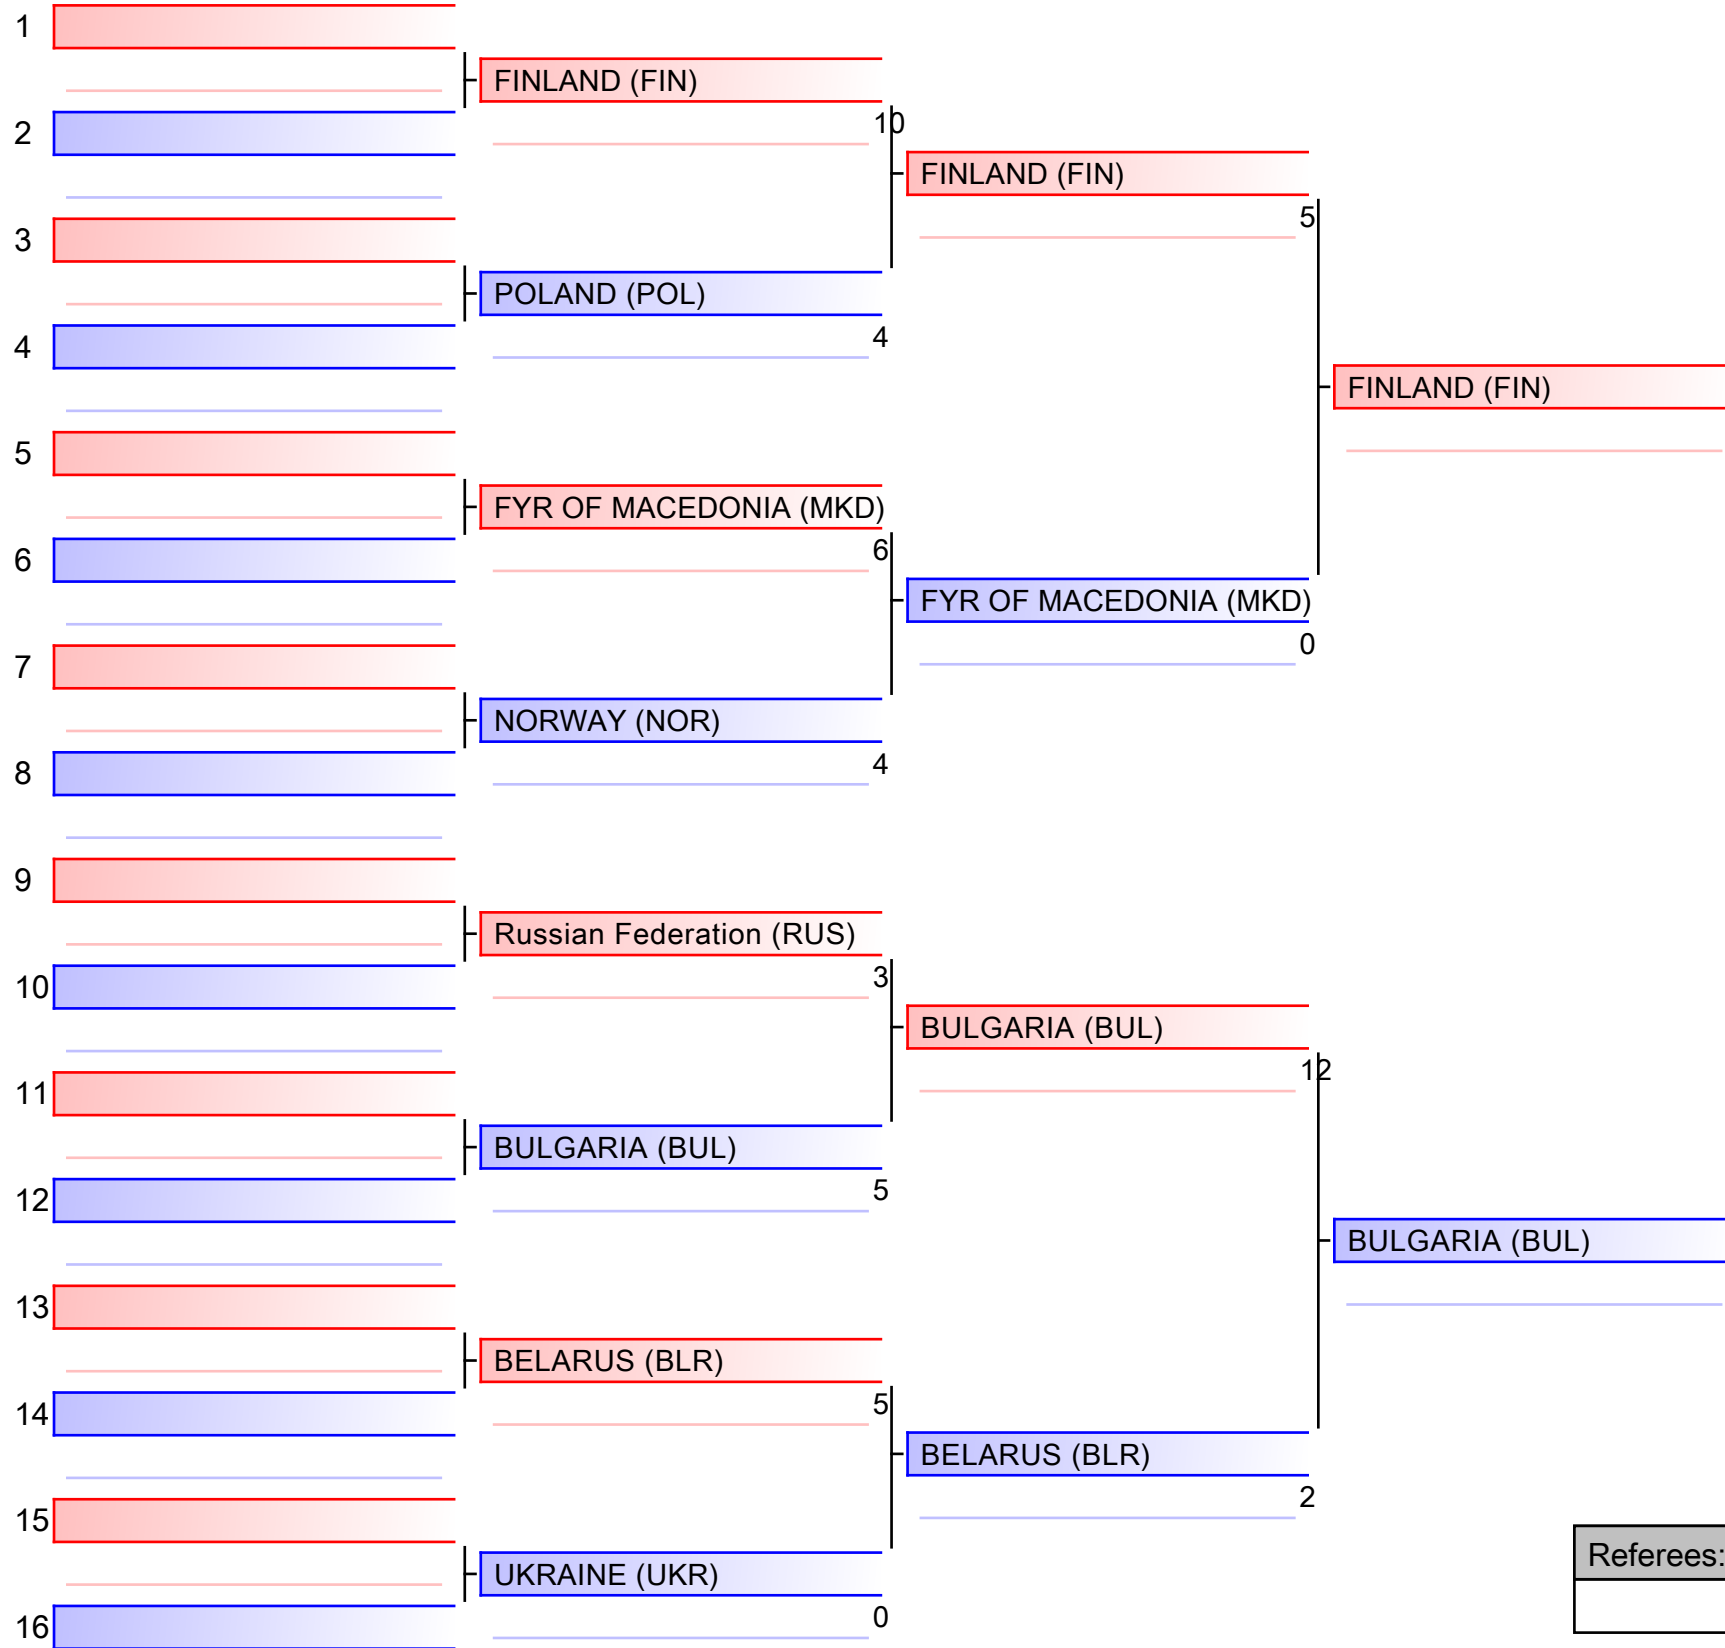 1
FINLAND (FIN)
10
2
FINLAND (FIN)
5
3
POLAND (POL)
4
4
FINLAND (FIN)
5
FYR OF MACEDONIA (MKD)
6
6
FYR OF MACEDONIA (MKD)
0
7
NORWAY (NOR)
4
8
9
Russian Federation (RUS)
3
10
BULGARIA (BUL)
12
11
BULGARIA (BUL)
5
12
BULGARIA (BUL)
13
BELARUS (BLR)
5
14
BELARUS (BLR)
2
15
Referees:
UKRAINE (UKR)
0
16